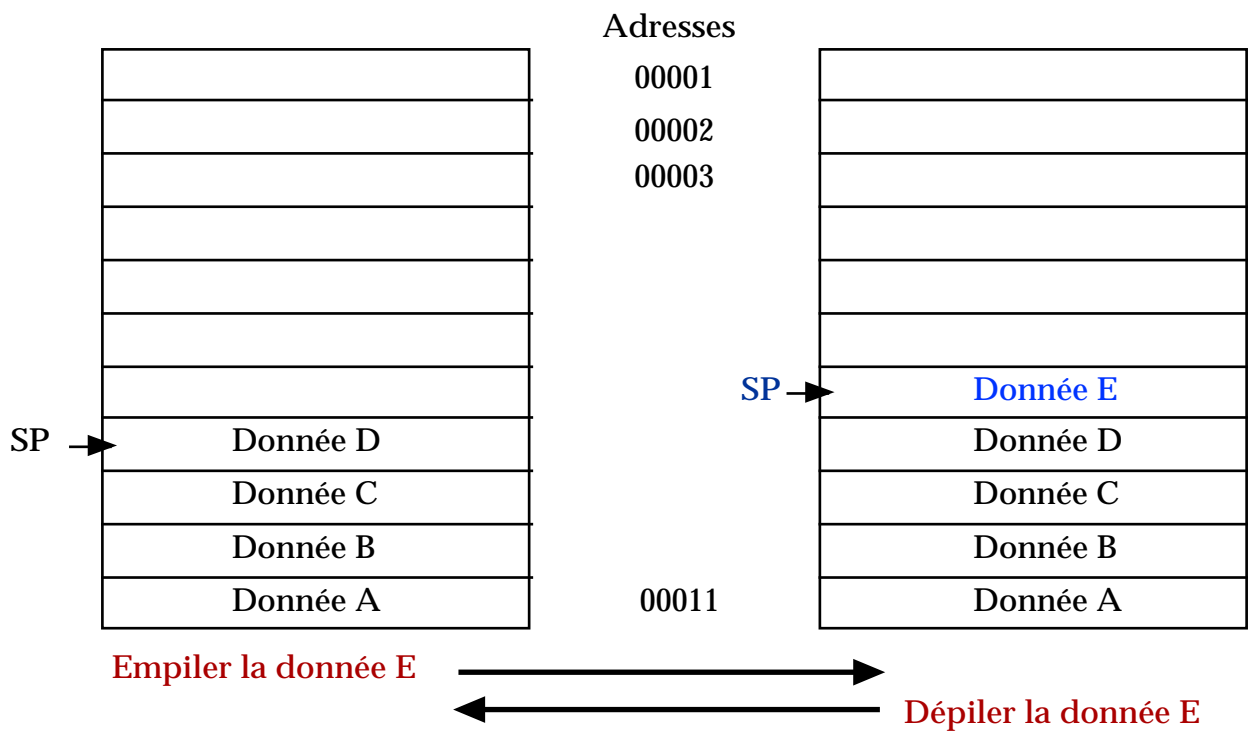 Adresses
00001
00002
00003
SP Donnée E
SP Donnée D Donnée D
Donnée C Donnée C
Donnée B Donnée B
Donnée A 00011 Donnée A
Empiler la donnée E
Dépiler la donnée E